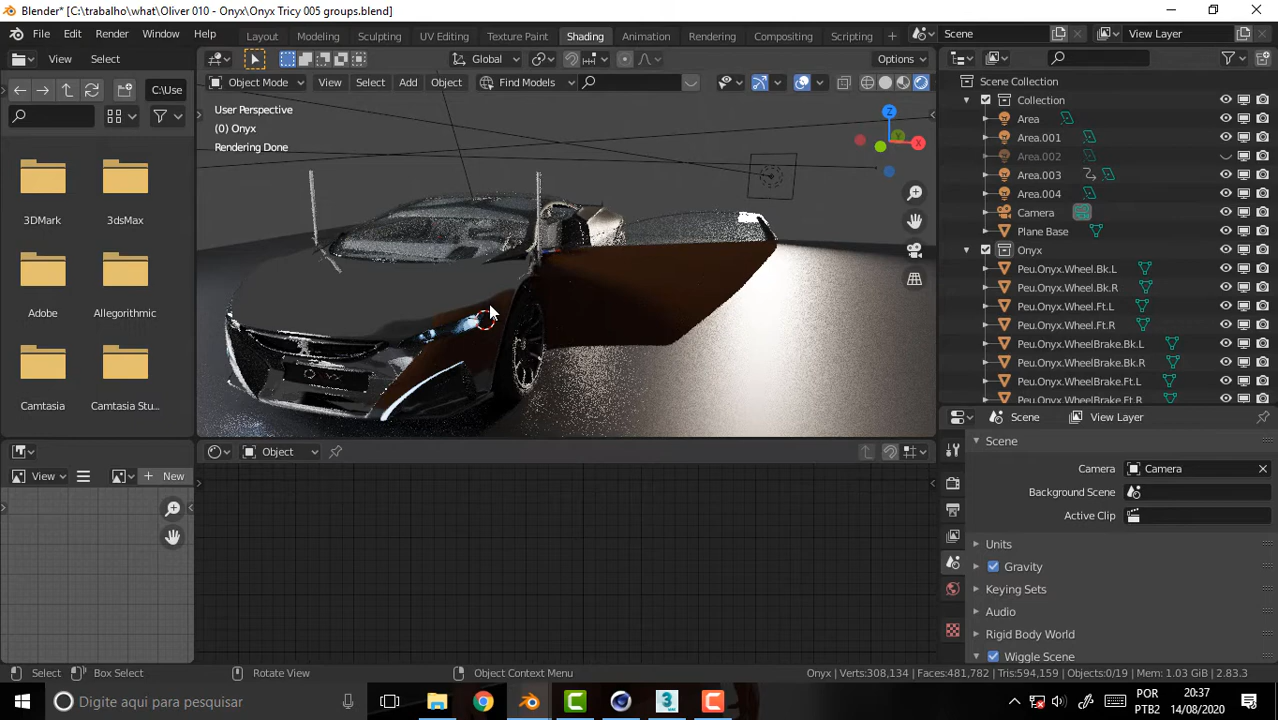 Blender* [C:\trabalho\what\Oliver 010 - Onyx\Onyx Tricy 005 groups.blend]
File Edit Render Window Help
Layout Modeling Sculpting UV Editing Texture Paint Shading Animation Rendering Compositing Scripting
Scene
View Layer
View Select
Global
Options
C:\Use
Object Mode View Select Add Object Find Models
User Perspective
(0) Onyx
Rendering Done
3DMark
3dsMax
Adobe
Allegorithmic
Camtasia
Camtasia Stu...
Z
X
Y
Scene Collection
Collection
Area
Area.001
Area.002
Area.003
Area.004
Camera
Plane Base
Onyx
Peu.Onyx.Wheel.Bk.L
Peu.Onyx.Wheel.Bk.R
Peu.Onyx.Wheel.Ft.L
Peu.Onyx.Wheel.Ft.R
Peu.Onyx.WheelBrake.Bk.L
Peu.Onyx.WheelBrake.Bk.R
Peu.Onyx.WheelBrake.Ft.L
Peu.Onyx.WheelBrake.Ft.R
View
New
Object
Scene View Layer
Scene
Camera Camera
Background Scene
Active Clip
Units
Gravity
Keying Sets
Audio
Rigid Body World
Wiggle Scene
Select Box Select Rotate View Object Context Menu
Onyx | Verts:308,134 | Faces:481,782 | Tris:594,159 | Objects:0/19 | Mem: 1.03 GiB | 2.83.3
Digite aqui para pesquisar
POR
PTB2
20:37
14/08/2020